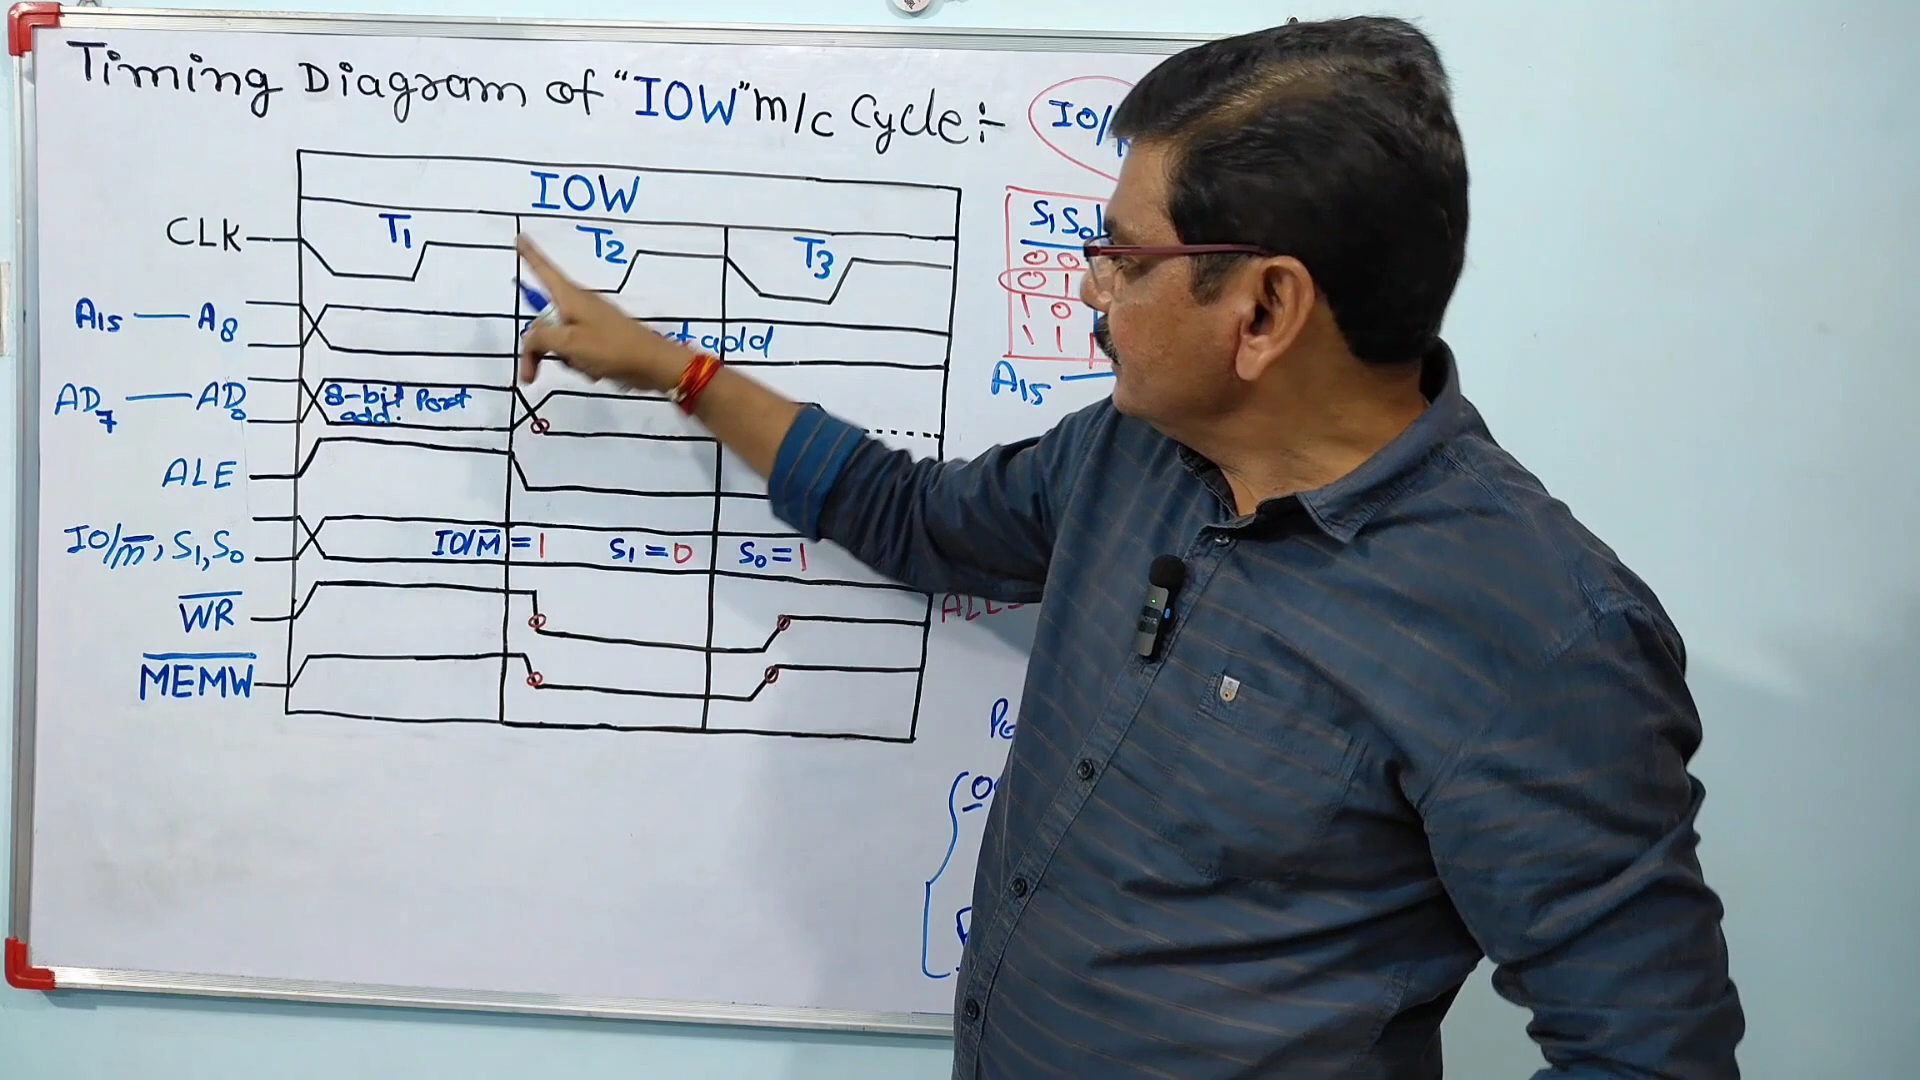 Timing Diagram of "IOW" m/c Cycle:-
IO/
IOW
CLK
T1 T2 T3
S1 S0
0 0
0 1
1 0
1 1
A15 — A8
add
A15 —
AD7 — AD0
8-bit Port
add.
ALE
IO/M̅, S1, S0
IO/M̅ = 1 S1 = 0 S0 = 1
W̅R̅
M̅E̅M̅W̅